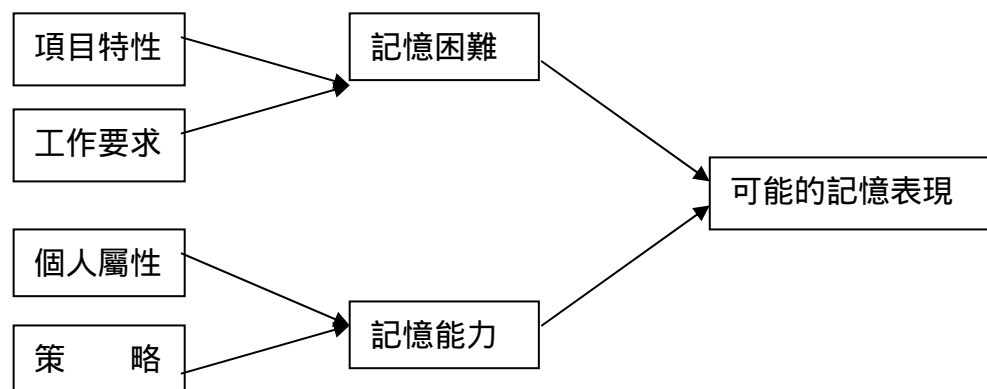 項目特性
記憶困難
工作要求
可能的記憶表現
個人屬性
記憶能力
策　　略